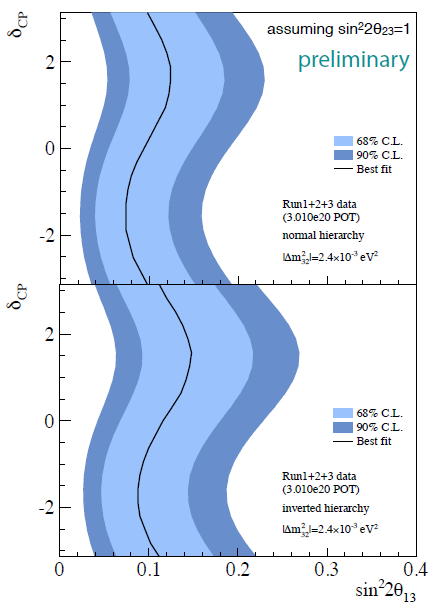 δCP
assuming sin²2θ23=1
preliminary
2
0
-2
68% C.L.
90% C.L.
Best fit
Run1+2+3 data
(3.010e20 POT)
normal hierarchy
|Δm²32|=2.4×10⁻³ eV²
δCP
2
0
-2
68% C.L.
90% C.L.
Best fit
Run1+2+3 data
(3.010e20 POT)
inverted hierarchy
|Δm²32|=2.4×10⁻³ eV²
0 0.1 0.2 0.3 0.4
sin²2θ13